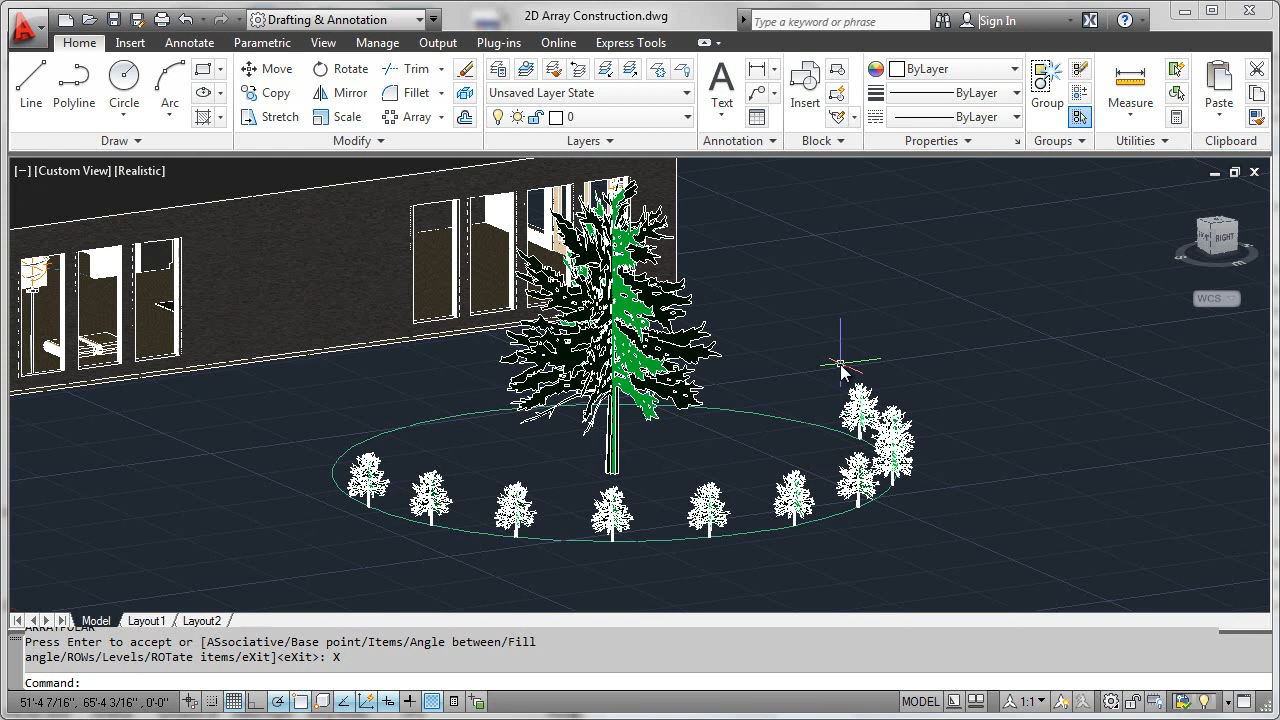 Drafting & Annotation
2D Array Construction.dwg
Type a keyword or phrase
Sign In
Home Insert Annotate Parametric View Manage Output Plug-ins Online Express Tools
Line
Polyline
Circle
Arc
Draw
Move Rotate Trim
Copy Mirror Fillet
Stretch Scale Array
Modify
Unsaved Layer State
0
Layers
Text
Annotation
Insert
Block
ByLayer
ByLayer
ByLayer
Properties
Group
Groups
Measure
Utilities
Paste
Clipboard
[−] [Custom View] [Realistic]
RIGHT
WCS
Model Layout1 Layout2
ARRAYPOLAR
Press Enter to accept or [ASsociative/Base point/Items/Angle between/Fill
angle/ROWs/Levels/ROTate items/eXit]<eXit>: X
Command:
51'-4 7/16", 65'-4 3/16", 0'-0"
MODEL
1:1